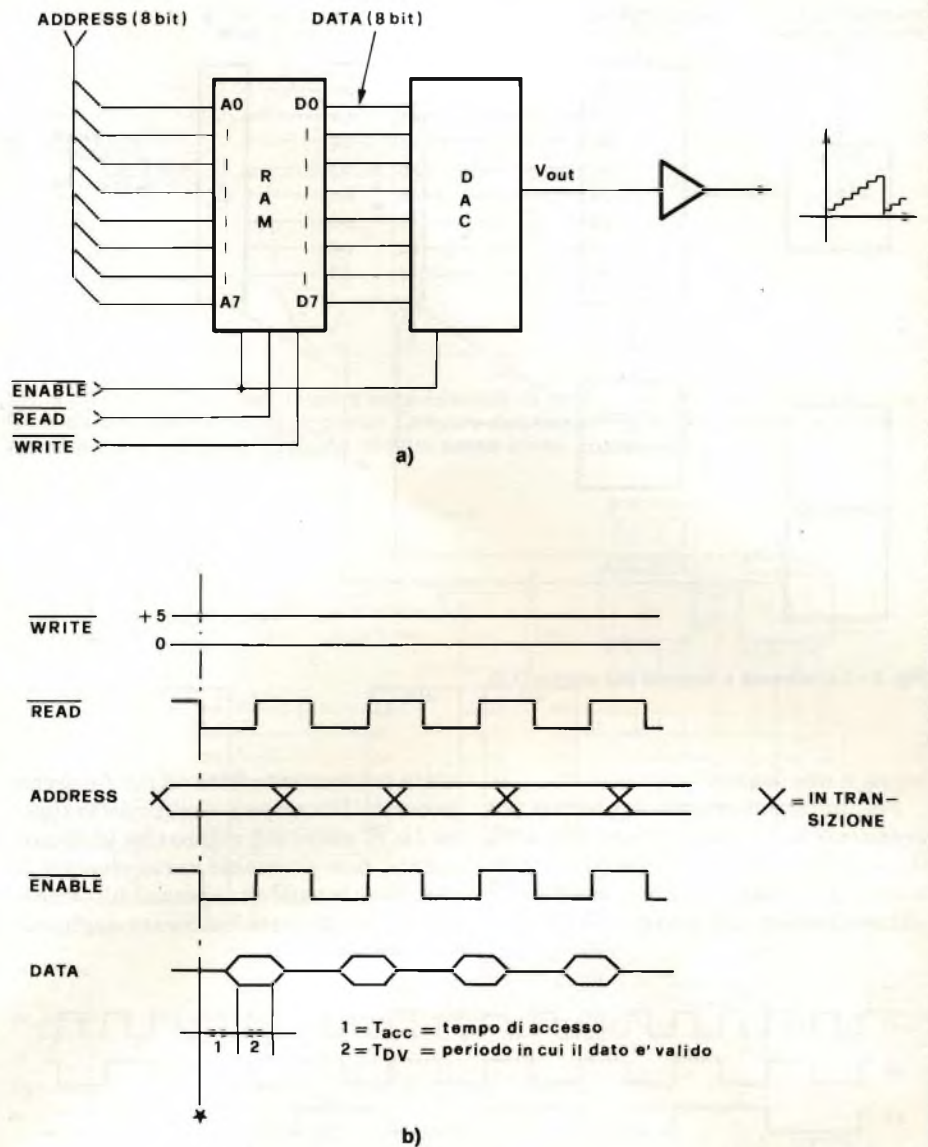 ADDRESS (8 bit)
DATA (8 bit)
A0 D0
RAM
DAC
Vout
A7 D7
ENABLE
READ
WRITE
a)
WRITE
+5
0
READ
ADDRESS
X = IN TRAN-
SIZIONE
ENABLE
DATA
1 2
1 = Tacc = tempo di accesso
2 = TDV = periodo in cui il dato e' valido
b)